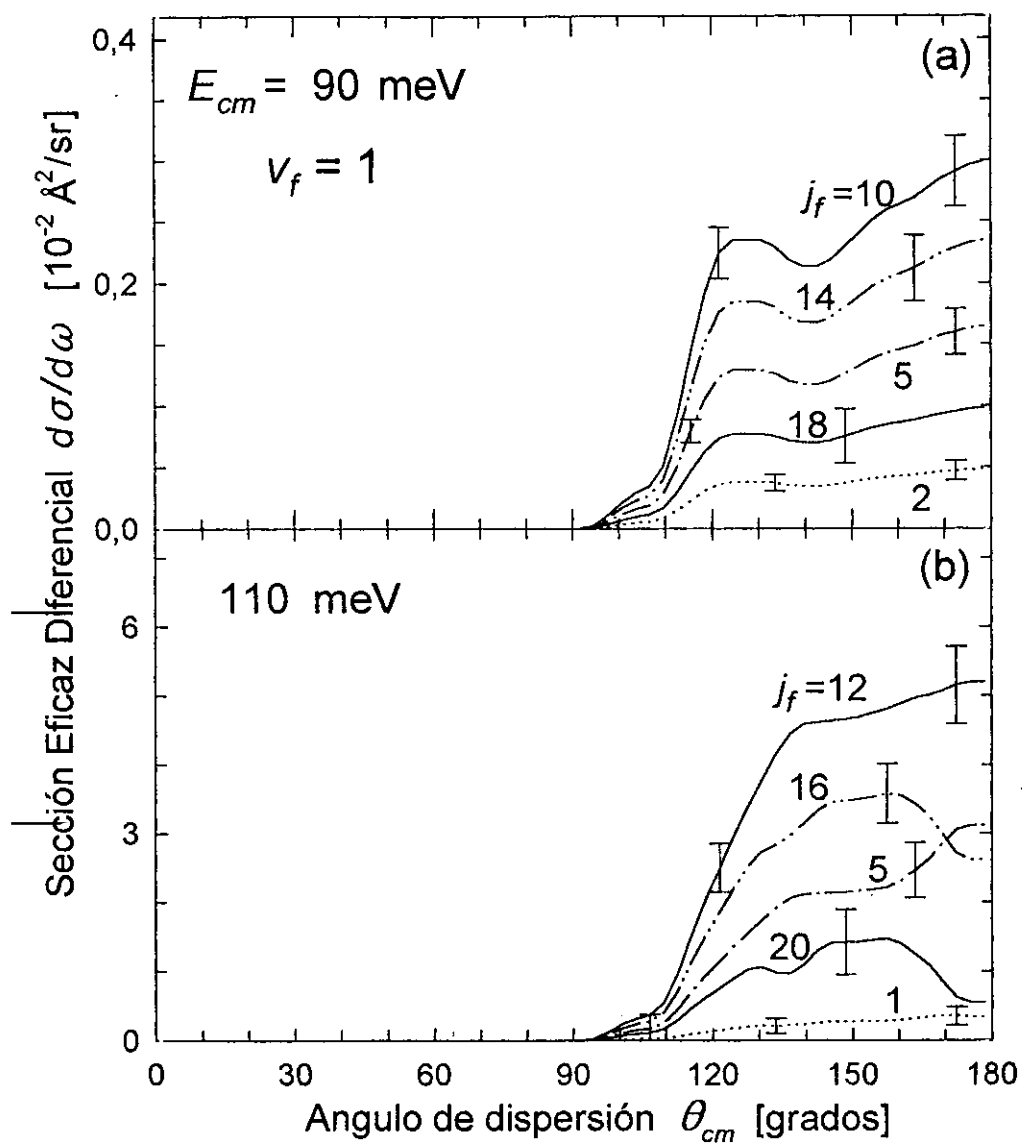 Sección Eficaz Diferencial dσ/dω [10⁻² Å²/sr]
0,4
0,2
0,0
(a)
E_cm = 90 meV
v_f = 1
j_f=10
14
5
18
2
(b)
110 meV
6
3
0
j_f=12
16
5
20
1
0 30 60 90 120 150 180
Angulo de dispersión θ_cm [grados]